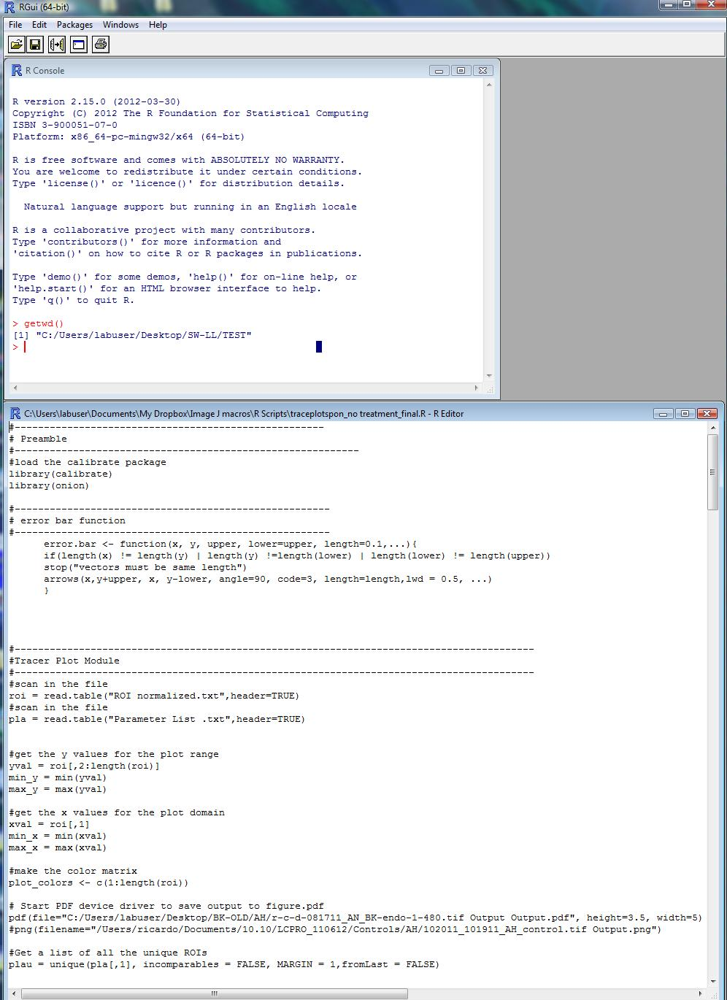 RGui (64-bit)
File Edit Packages Windows Help
R Console
R version 2.15.0 (2012-03-30)
Copyright (C) 2012 The R Foundation for Statistical Computing
ISBN 3-900051-07-0
Platform: x86_64-pc-mingw32/x64 (64-bit)
R is free software and comes with ABSOLUTELY NO WARRANTY.
You are welcome to redistribute it under certain conditions.
Type 'license()' or 'licence()' for distribution details.
Natural language support but running in an English locale
R is a collaborative project with many contributors.
Type 'contributors()' for more information and
'citation()' on how to cite R or R packages in publications.
Type 'demo()' for some demos, 'help()' for on-line help, or
'help.start()' for an HTML browser interface to help.
Type 'q()' to quit R.
> getwd()
[1] "C:/Users/labuser/Desktop/SW-LL/TEST"
>
C:\Users\labuser\Documents\My Dropbox\Image J macros\R Scripts\traceplotspon_no treatment_final.R - R Editor
#-----------------------------------------------------
# Preamble
#-----------------------------------------------------------
#load the calibrate package
library(calibrate)
library(onion)
#------------------------------------------------------
# error bar function
#------------------------------------------------------
error.bar <- function(x, y, upper, lower=upper, length=0.1,...){
if(length(x) != length(y) | length(y) !=length(lower) | length(lower) != length(upper))
stop("vectors must be same length")
arrows(x,y+upper, x, y-lower, angle=90, code=3, length=length,lwd = 0.5, ...)
}
#-----------------------------------------------------------------------------------------
#Tracer Plot Module
#-----------------------------------------------------------------------------------------
#scan in the file
roi = read.table("ROI normalized.txt",header=TRUE)
#scan in the file
pla = read.table("Parameter List .txt",header=TRUE)
#get the y values for the plot range
yval = roi[,2:length(roi)]
min_y = min(yval)
max_y = max(yval)
#get the x values for the plot domain
xval = roi[,1]
min_x = min(xval)
max_x = max(xval)
#make the color matrix
plot_colors <- c(1:length(roi))
# Start PDF device driver to save output to figure.pdf
pdf(file="C:/Users/labuser/Desktop/BK-OLD/AH/r-c-d-081711_AN_BK-endo-1-480.tif Output Output.pdf", height=3.5, width=5)
#png(filename="/Users/ricardo/Documents/10.10/LCPRO_110612/Controls/AH/102011_101911_AH_control.tif Output.png")
#Get a list of all the unique ROIs
plau = unique(pla[,1], incomparables = FALSE, MARGIN = 1,fromLast = FALSE)